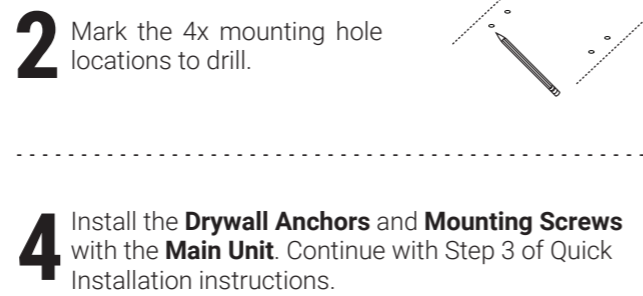 2 Mark the 4x mounting hole
locations to drill.
4 Install the Drywall Anchors and Mounting Screws
with the Main Unit. Continue with Step 3 of Quick
Installation instructions.